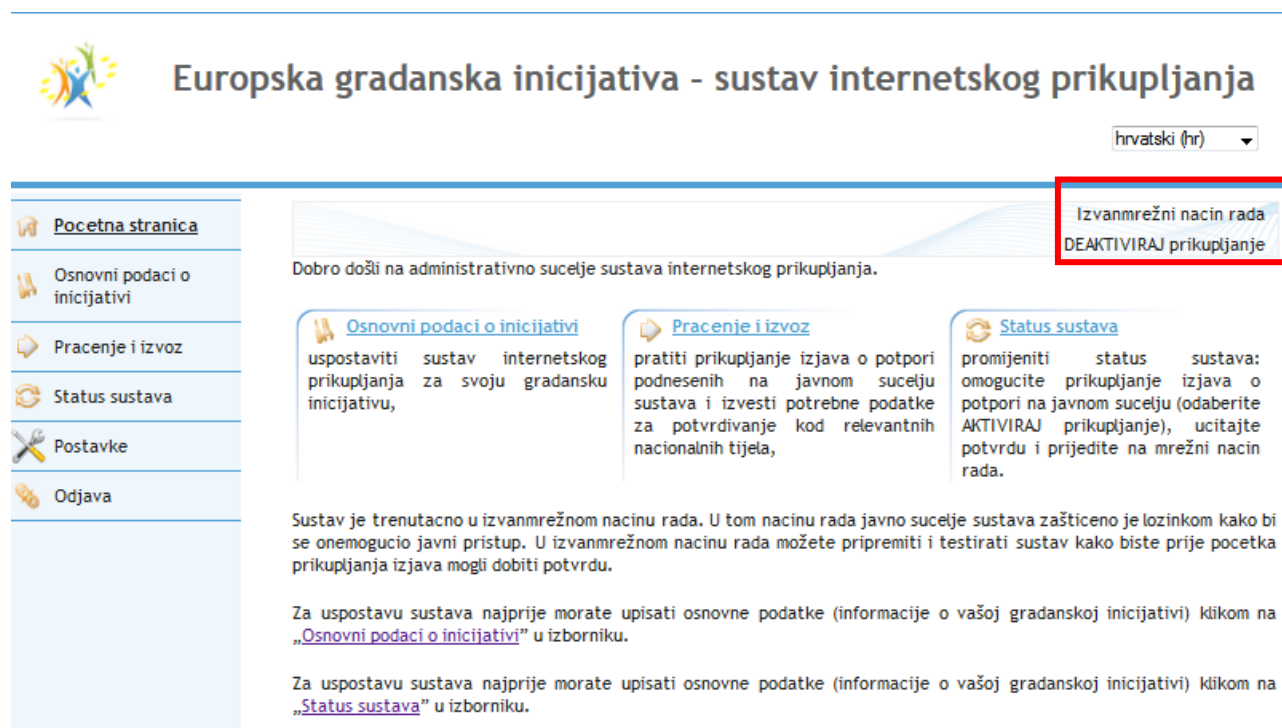 Europska gradanska inicijativa - sustav internetskog prikupljanja
hrvatski (hr)
Izvanmrežni nacin rada
DEAKTIVIRAJ prikupljanje
Pocetna stranica
Osnovni podaci o
inicijativi
Pracenje i izvoz
Status sustava
Postavke
Odjava
Dobro došli na administrativno sucelje sustava internetskog prikupljanja.
Osnovni podaci o inicijativi
uspostaviti sustav internetskog
prikupljanja za svoju gradansku
inicijativu,
Pracenje i izvoz
pratiti prikupljanje izjava o potpori
podnesenih na javnom sucelju
sustava i izvesti potrebne podatke
za potvrdivanje kod relevantnih
nacionalnih tijela,
Status sustava
promijeniti status sustava:
omogucite prikupljanje izjava o
potpori na javnom sucelju (odaberite
AKTIVIRAJ prikupljanje), ucitajte
potvrdu i prijedite na mrežni nacin
rada.
Sustav je trenutacno u izvanmrežnom nacinu rada. U tom nacinu rada javno sucelje sustava zašticeno je lozinkom kako bi
se onemogucio javni pristup. U izvanmrežnom nacinu rada možete pripremiti i testirati sustav kako biste prije pocetka
prikupljanja izjava mogli dobiti potvrdu.
Za uspostavu sustava najprije morate upisati osnovne podatke (informacije o vašoj gradanskoj inicijativi) klikom na
„Osnovni podaci o inicijativi” u izborniku.
Za uspostavu sustava najprije morate upisati osnovne podatke (informacije o vašoj gradanskoj inicijativi) klikom na
„Status sustava” u izborniku.